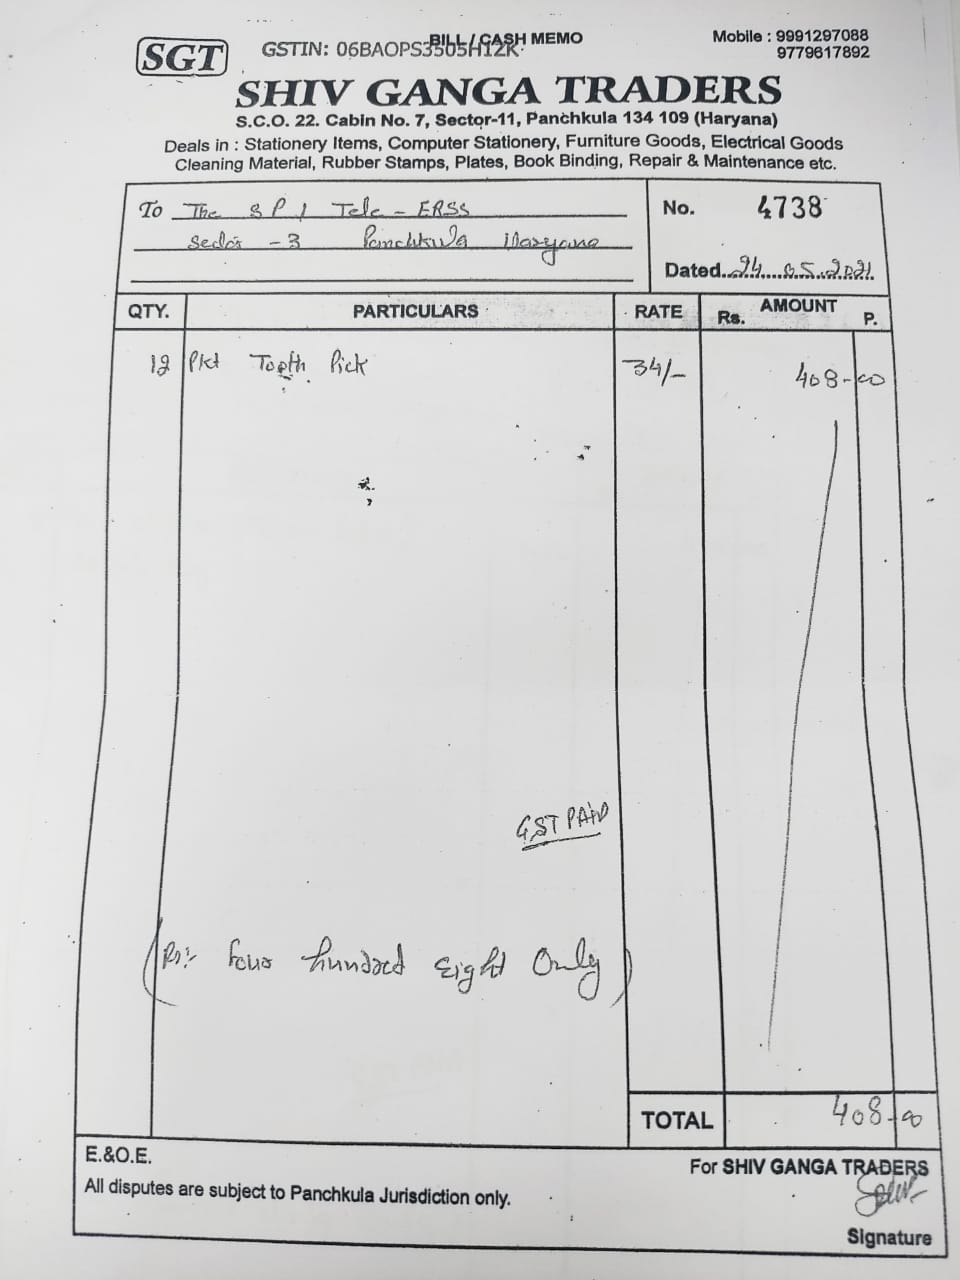 BILL / CASH MEMO
Mobile : 9991297088
9779617892
SGT
GSTIN: 06BAOPS3505H1ZK
SHIV GANGA TRADERS
S.C.O. 22. Cabin No. 7, Sector-11, Panchkula 134 109 (Haryana)
Deals in : Stationery Items, Computer Stationery, Furniture Goods, Electrical Goods
Cleaning Material, Rubber Stamps, Plates, Book Binding, Repair & Maintenance etc.
To The S P / Tele - ERSS
Sector - 3 Panchkula Haryana
No. 4738
Dated..24....05...2021
QTY. PARTICULARS RATE AMOUNT
Rs. P.
12 Pkt Tooth Pick 34/- 408-00
GST PAID
(Rs:- Four hundred Eight Only)
TOTAL 408-00
E.&O.E.
For SHIV GANGA TRADERS
All disputes are subject to Panchkula Jurisdiction only.
Signature